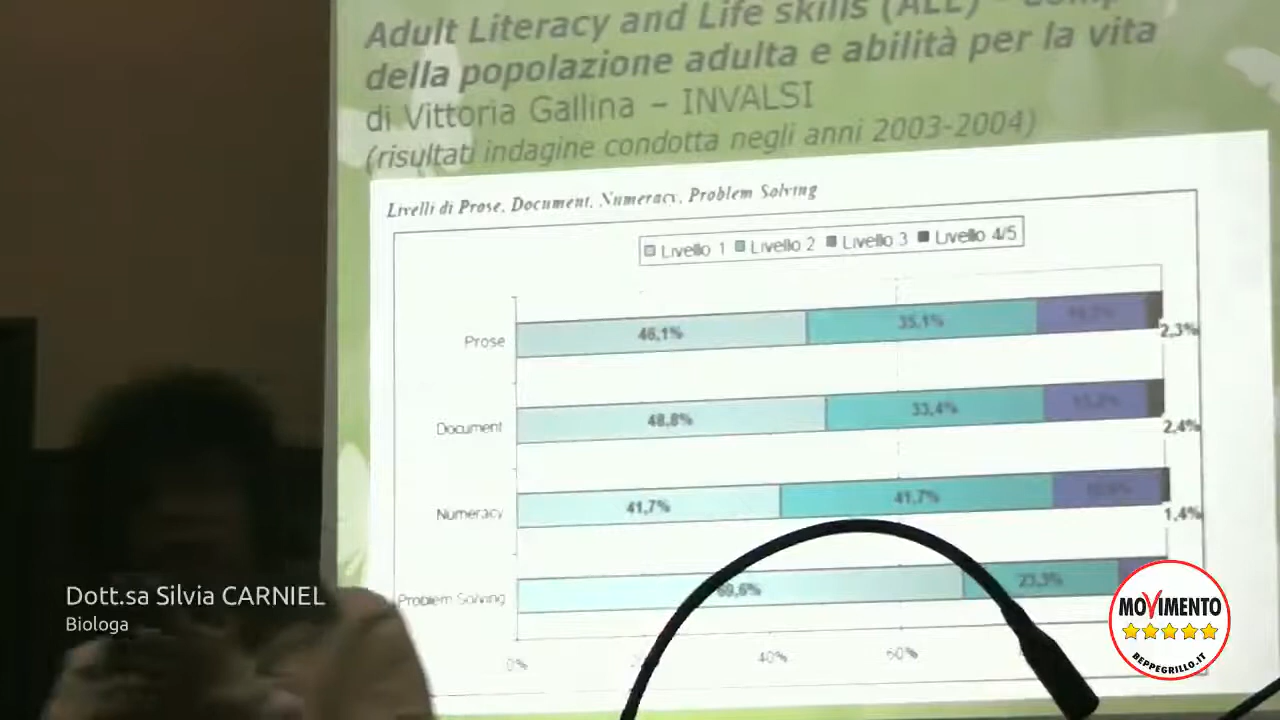 Adult Literacy and Life skills (ALL) -
della popolazione adulta e abilità per la vita
di Vittoria Gallina – INVALSI
(risultati indagine condotta negli anni 2003-2004)
Livelli di Prose, Document, Numeracy, Problem Solving
Livello 1 Livello 2 Livello 3 Livello 4/5
Prose 46,1% 35,1% 2,3%
Document 48,8% 33,4% 2,4%
Numeracy 41,7% 41,7% 1,4%
Problem Solving 23,3%
0% 40% 60%
Dott.sa Silvia CARNIEL
Biologa
MOVIMENTO
BEPPEGRILLO.IT